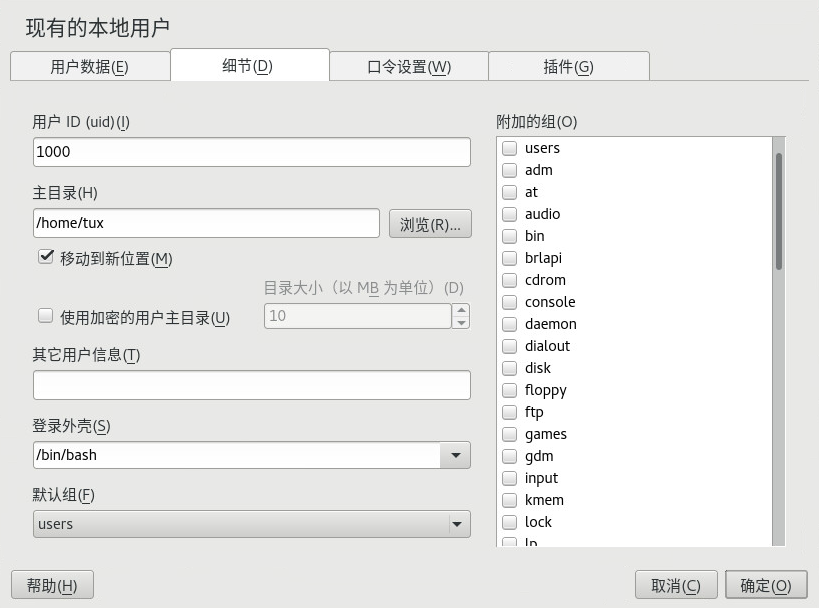 现有的本地用户
用户数据(E)
细节(D)
口令设置(W)
插件(G)
用户 ID (uid)(I)
1000
主目录(H)
/home/tux
浏览(R)...
移动到新位置(M)
目录大小（以 MB 为单位）(D)
使用加密的用户主目录(U)
10
其它用户信息(T)
登录外壳(S)
/bin/bash
默认组(F)
users
附加的组(O)
users
adm
at
audio
bin
brlapi
cdrom
console
daemon
dialout
disk
floppy
ftp
games
gdm
input
kmem
lock
lp
帮助(H)
取消(C)
确定(O)